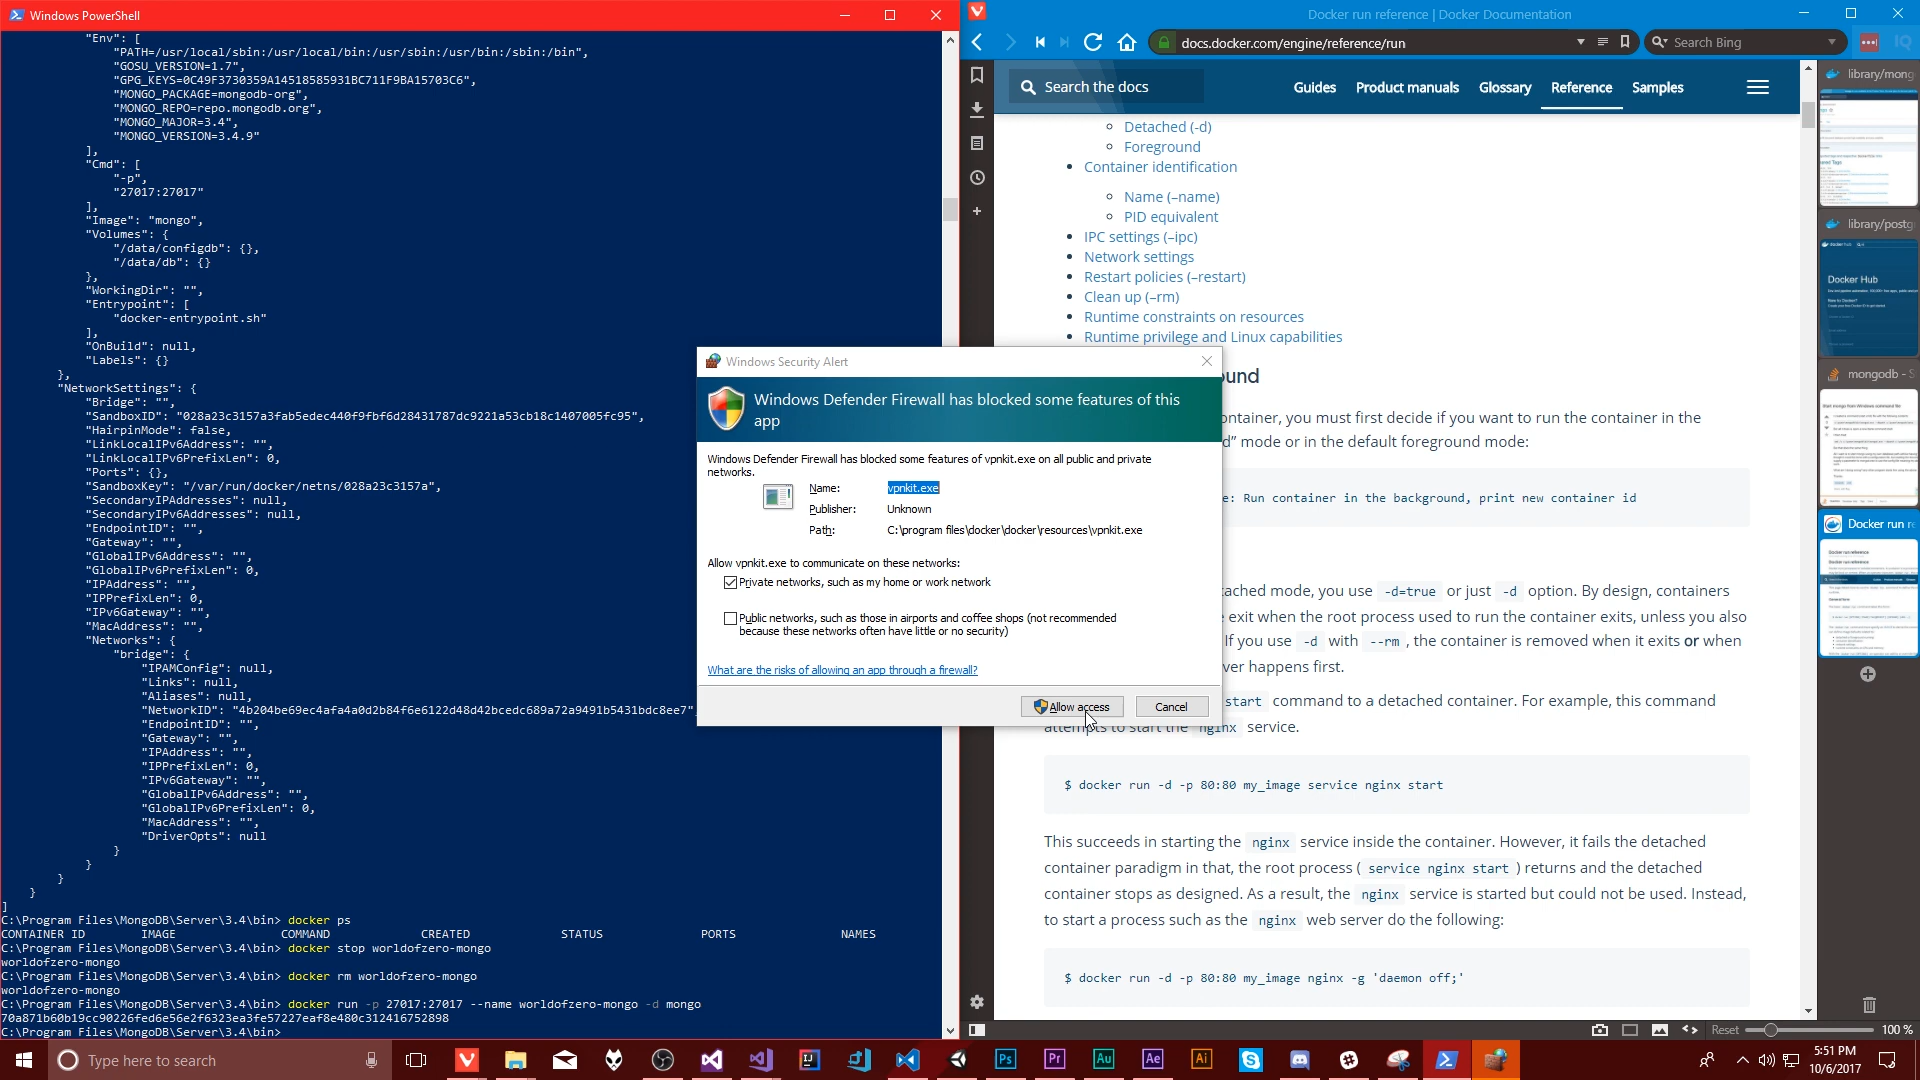 Windows PowerShell
"Env": [
"PATH=/usr/local/sbin:/usr/local/bin:/usr/sbin:/usr/bin:/sbin:/bin",
"GOSU_VERSION=1.7",
"GPG_KEYS=0C49F3730359A14518585931BC711F9BA15703C6",
"MONGO_PACKAGE=mongodb-org",
"MONGO_REPO=repo.mongodb.org",
"MONGO_MAJOR=3.4",
"MONGO_VERSION=3.4.9"
],
"Cmd": [
"-p",
"27017:27017"
],
"Image": "mongo",
"Volumes": {
"/data/configdb": {},
"/data/db": {}
},
"WorkingDir": "",
"Entrypoint": [
"docker-entrypoint.sh"
],
"OnBuild": null,
"Labels": {}
},
"NetworkSettings": {
"Bridge": "",
"SandboxID": "028a23c3157a3fab5edec440f9fbf6d28431787dc9221a53cb18c1407005fc95",
"HairpinMode": false,
"LinkLocalIPv6Address": "",
"LinkLocalIPv6PrefixLen": 0,
"Ports": {},
"SandboxKey": "/var/run/docker/netns/028a23c3157a",
"SecondaryIPAddresses": null,
"SecondaryIPv6Addresses": null,
"EndpointID": "",
"Gateway": "",
"GlobalIPv6Address": "",
"GlobalIPv6PrefixLen": 0,
"IPAddress": "",
"IPPrefixLen": 0,
"IPv6Gateway": "",
"MacAddress": "",
"Networks": {
"bridge": {
"IPAMConfig": null,
"Links": null,
"Aliases": null,
"NetworkID": "4b204be69ec4afa4a0d2b84f6e6122d48d42bcedc689a72a9491b5431bdc8ee7",
"EndpointID": "",
"Gateway": "",
"IPAddress": "",
"IPPrefixLen": 0,
"IPv6Gateway": "",
"GlobalIPv6Address": "",
"GlobalIPv6PrefixLen": 0,
"MacAddress": "",
"DriverOpts": null
}
}
}
}
]
C:\Program Files\MongoDB\Server\3.4\bin> docker ps
CONTAINER ID IMAGE COMMAND CREATED STATUS PORTS NAMES
C:\Program Files\MongoDB\Server\3.4\bin> docker stop worldofzero-mongo
worldofzero-mongo
C:\Program Files\MongoDB\Server\3.4\bin> docker rm worldofzero-mongo
worldofzero-mongo
C:\Program Files\MongoDB\Server\3.4\bin> docker run -p 27017:27017 --name worldofzero-mongo -d mongo
70a871b60b19cc90226fed6e56e2f6323ea3fe57227eaf8e480c312416752898
C:\Program Files\MongoDB\Server\3.4\bin>
Windows Security Alert
Windows Defender Firewall has blocked some features of this
app
Windows Defender Firewall has blocked some features of vpnkit.exe on all public and private
networks.
Name: vpnkit.exe
Publisher: Unknown
Path: C:\program files\docker\docker\resources\vpnkit.exe
Allow vpnkit.exe to communicate on these networks:
Private networks, such as my home or work network
Public networks, such as those in airports and coffee shops (not recommended
because these networks often have little or no security)
What are the risks of allowing an app through a firewall?
Allow access Cancel
Docker run reference | Docker Documentation
docs.docker.com/engine/reference/run
Search Bing
Search the docs Guides Product manuals Glossary Reference Samples
Detached (-d)
Foreground
Container identification
Name (–name)
PID equivalent
IPC settings (–ipc)
Network settings
Restart policies (–restart)
Clean up (–rm)
Runtime constraints on resources
Runtime privilege and Linux capabilities
ound
ontainer, you must first decide if you want to run the container in the
d” mode or in the default foreground mode:
e: Run container in the background, print new container id
tached mode, you use -d=true or just -d option. By design, containers
exit when the root process used to run the container exits, unless you also
If you use -d with --rm , the container is removed when it exits or when
ver happens first.
start command to a detached container. For example, this command
attempts to start the nginx service.
$ docker run -d -p 80:80 my_image service nginx start
This succeeds in starting the nginx service inside the container. However, it fails the detached
container paradigm in that, the root process ( service nginx start ) returns and the detached
container stops as designed. As a result, the nginx service is started but could not be used. Instead,
to start a process such as the nginx web server do the following:
$ docker run -d -p 80:80 my_image nginx -g 'daemon off;'
library/mong
library/postg
Docker Hub
mongodb - S
Docker run re
Reset 100 %
Type here to search
Ps
Pr
Au
Ae
Ai
5:51 PM
10/6/2017